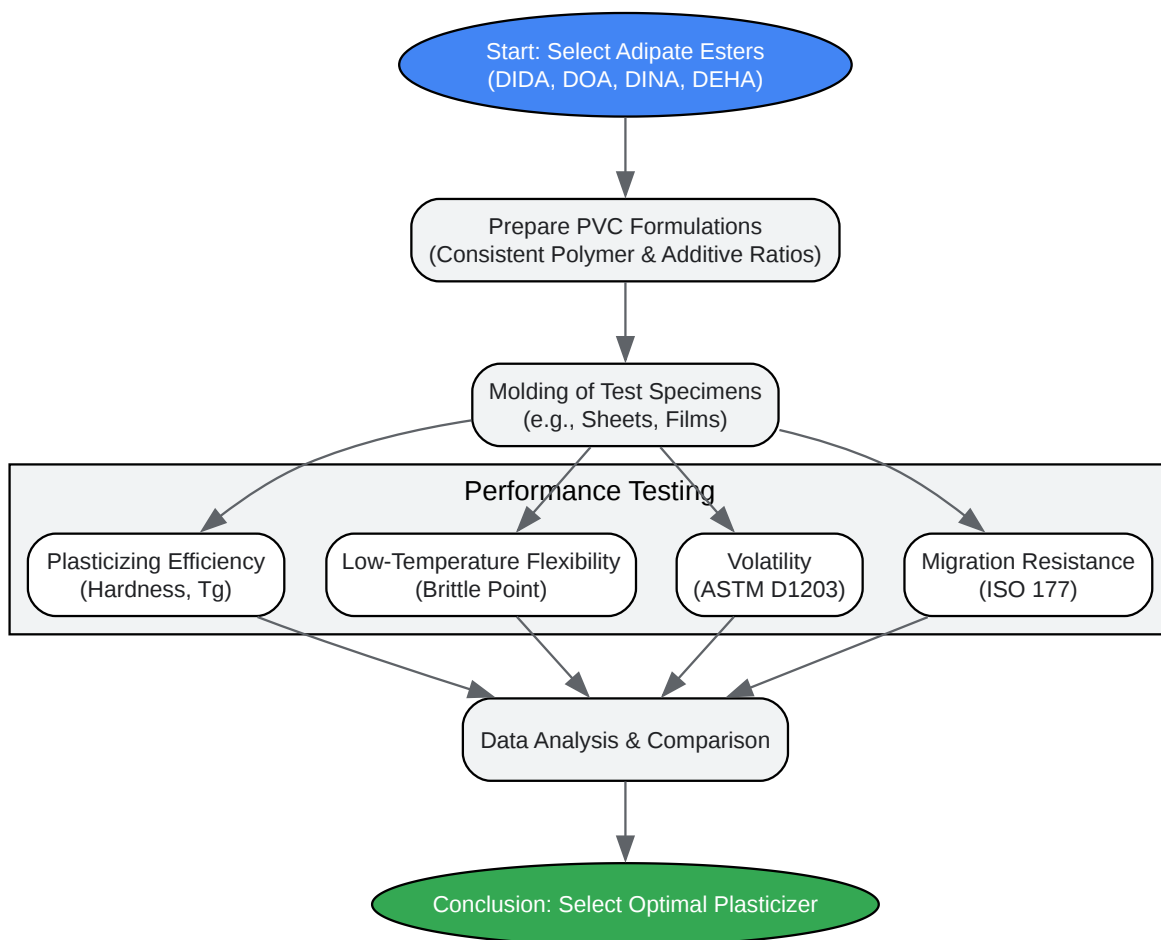 Start: Select Adipate Esters
(DIDA, DOA, DINA, DEHA)
Prepare PVC Formulations
(Consistent Polymer & Additive Ratios)
Molding of Test Specimens
(e.g., Sheets, Films)
Performance Testing
Plasticizing Efficiency
(Hardness, Tg)
Low-Temperature Flexibility
(Brittle Point)
Volatility
(ASTM D1203)
Migration Resistance
(ISO 177)
Data Analysis & Comparison
Conclusion: Select Optimal Plasticizer